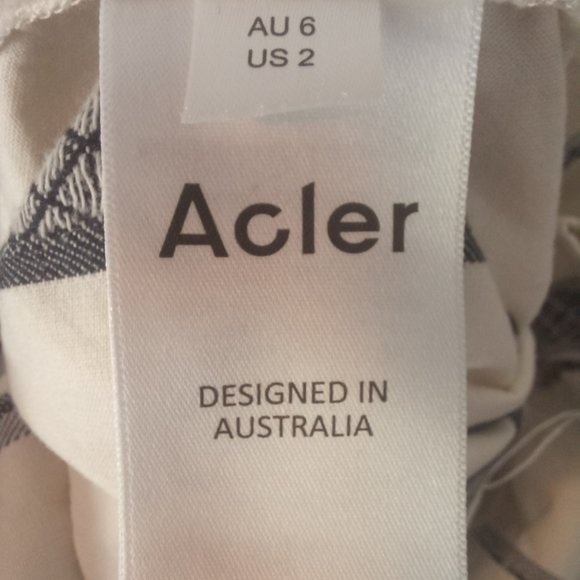 AU 6
US 2
Acler
DESIGNED IN
AUSTRALIA